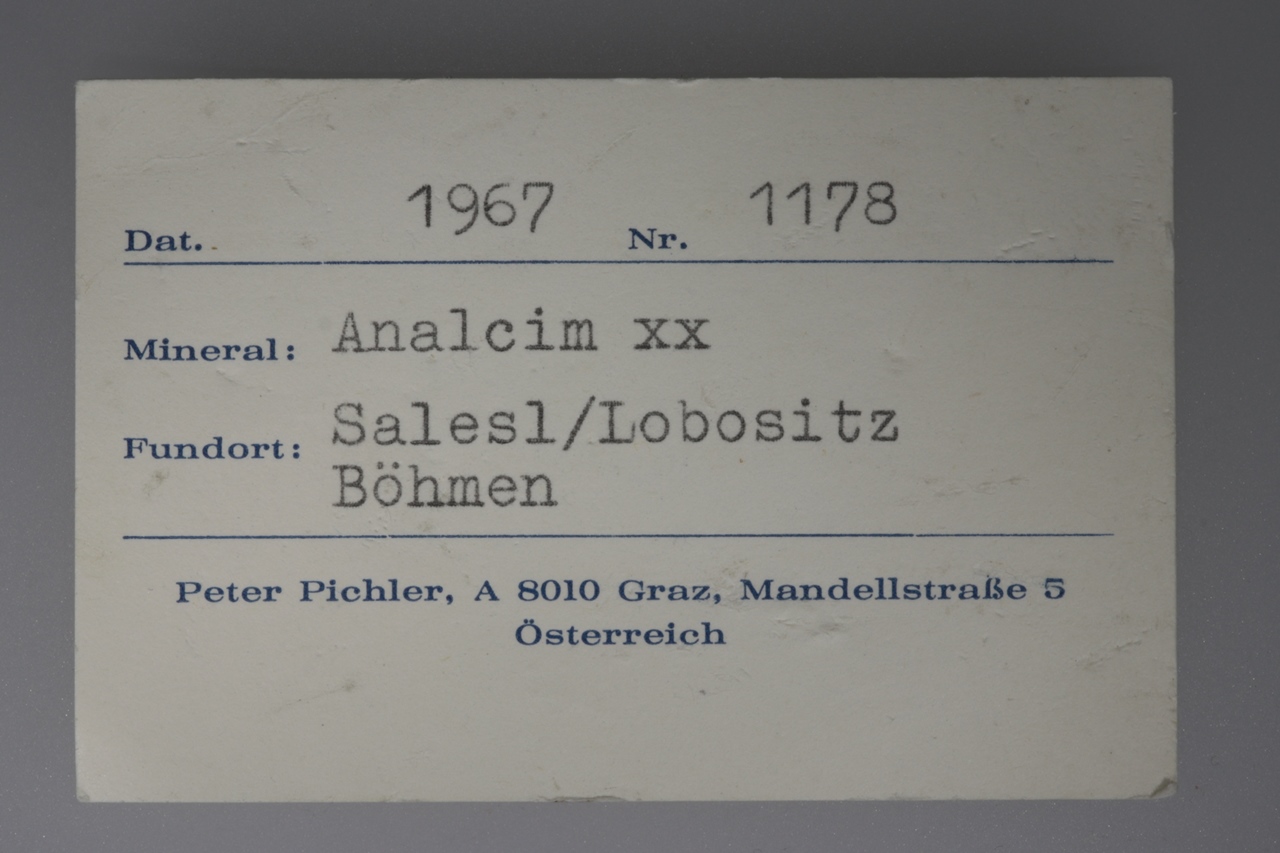 Dat. 1967 Nr. 1178
Mineral: Analcim xx
Fundort: Salesl/Lobositz
Böhmen
Peter Pichler, A 8010 Graz, Mandellstraße 5
Österreich